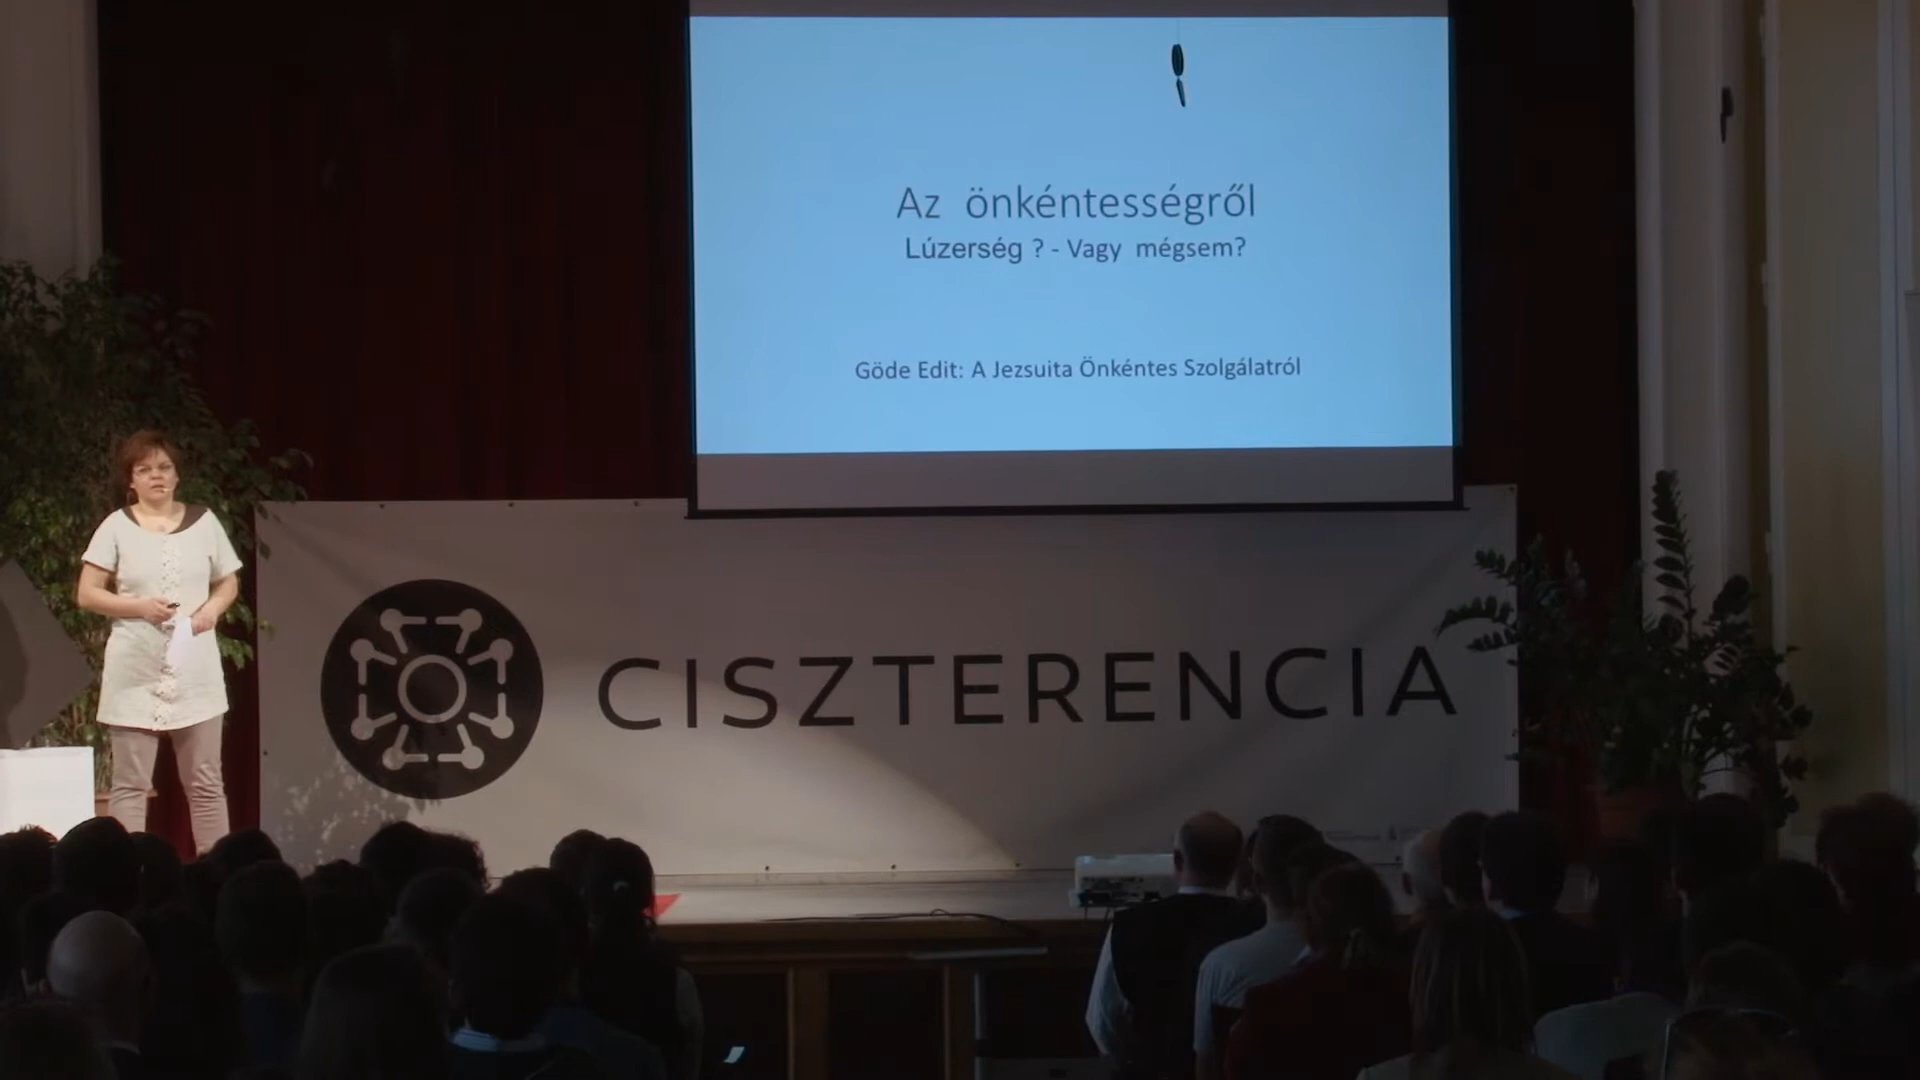 Az önkéntességről
Lúzerség ? - Vagy mégsem?
Göde Edit: A Jezsuita Önkéntes Szolgálatról
CISZTERENCIA